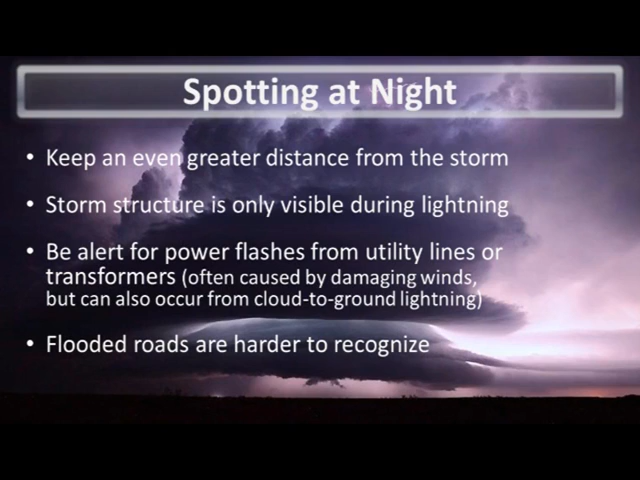 Spotting at Night
• Keep an even greater distance from the storm
• Storm structure is only visible during lightning
• Be alert for power flashes from utility lines or
transformers (often caused by damaging winds,
but can also occur from cloud-to-ground lightning)
• Flooded roads are harder to recognize